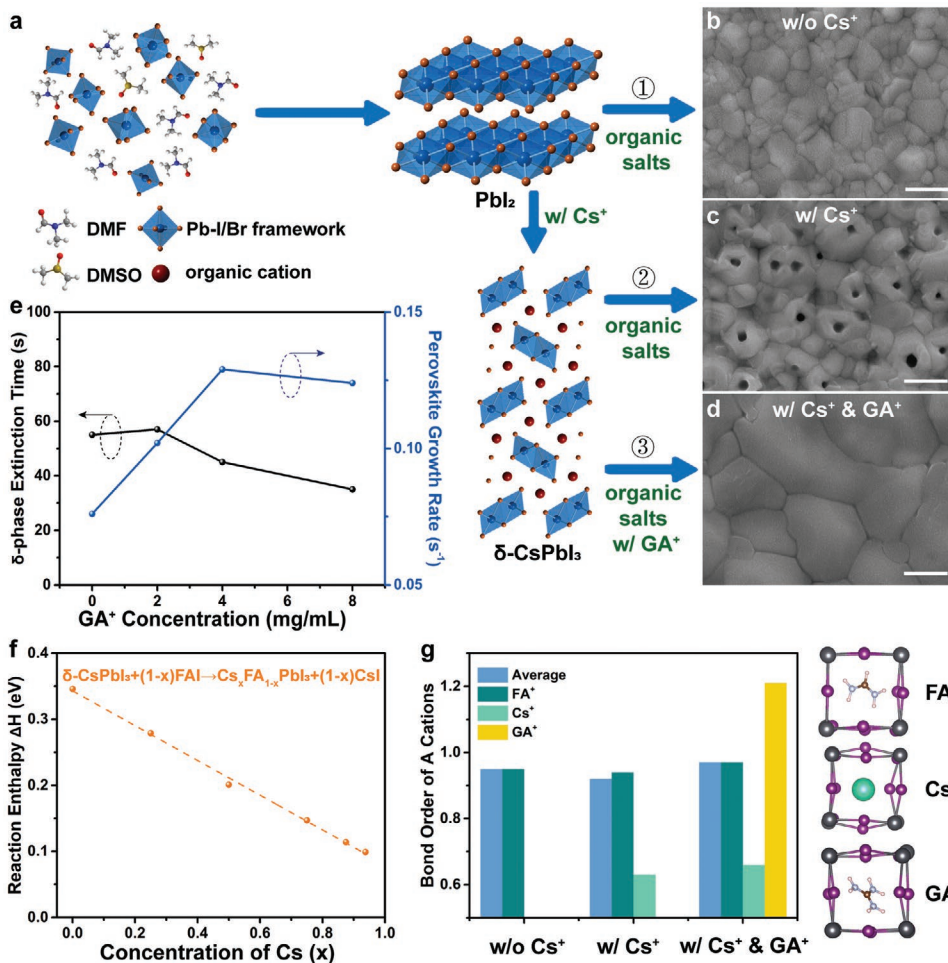 a
DMF
Pb-I/Br framework
DMSO
organic cation
PbI₂
①
organic
salts
w/ Cs⁺
②
organic
salts
③
organic
salts
w/ GA⁺
δ-CsPbI₃
b
w/o Cs⁺
c
w/ Cs⁺
d
w/ Cs⁺ & GA⁺
e
δ-phase Extinction Time (s)
100
80
60
40
20
0
0.15
0.10
0.05
Perovskite Growth Rate (s⁻¹)
0 2 4 6 8
GA⁺ Concentration (mg/mL)
f
δ-CsPbI₃+(1-x)FAI→CsₓFA₁₋ₓPbI₃+(1-x)CsI
Reaction Enthalpy ΔH (eV)
0.4
0.3
0.2
0.1
0.0
0.0 0.2 0.4 0.6 0.8 1.0
Concentration of Cs (x)
g
Average
FA⁺
Cs⁺
GA⁺
Bond Order of A Cations
1.2
1.0
0.8
0.6
w/o Cs⁺ w/ Cs⁺ w/ Cs⁺ & GA⁺
FA
Cs
GA